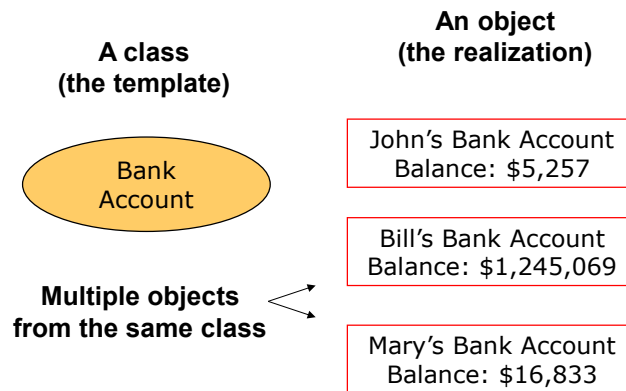 A class
(the template)
An object
(the realization)
Bank
Account
John's Bank Account
Balance: $5,257
Bill's Bank Account
Balance: $1,245,069
Multiple objects
from the same class
Mary's Bank Account
Balance: $16,833